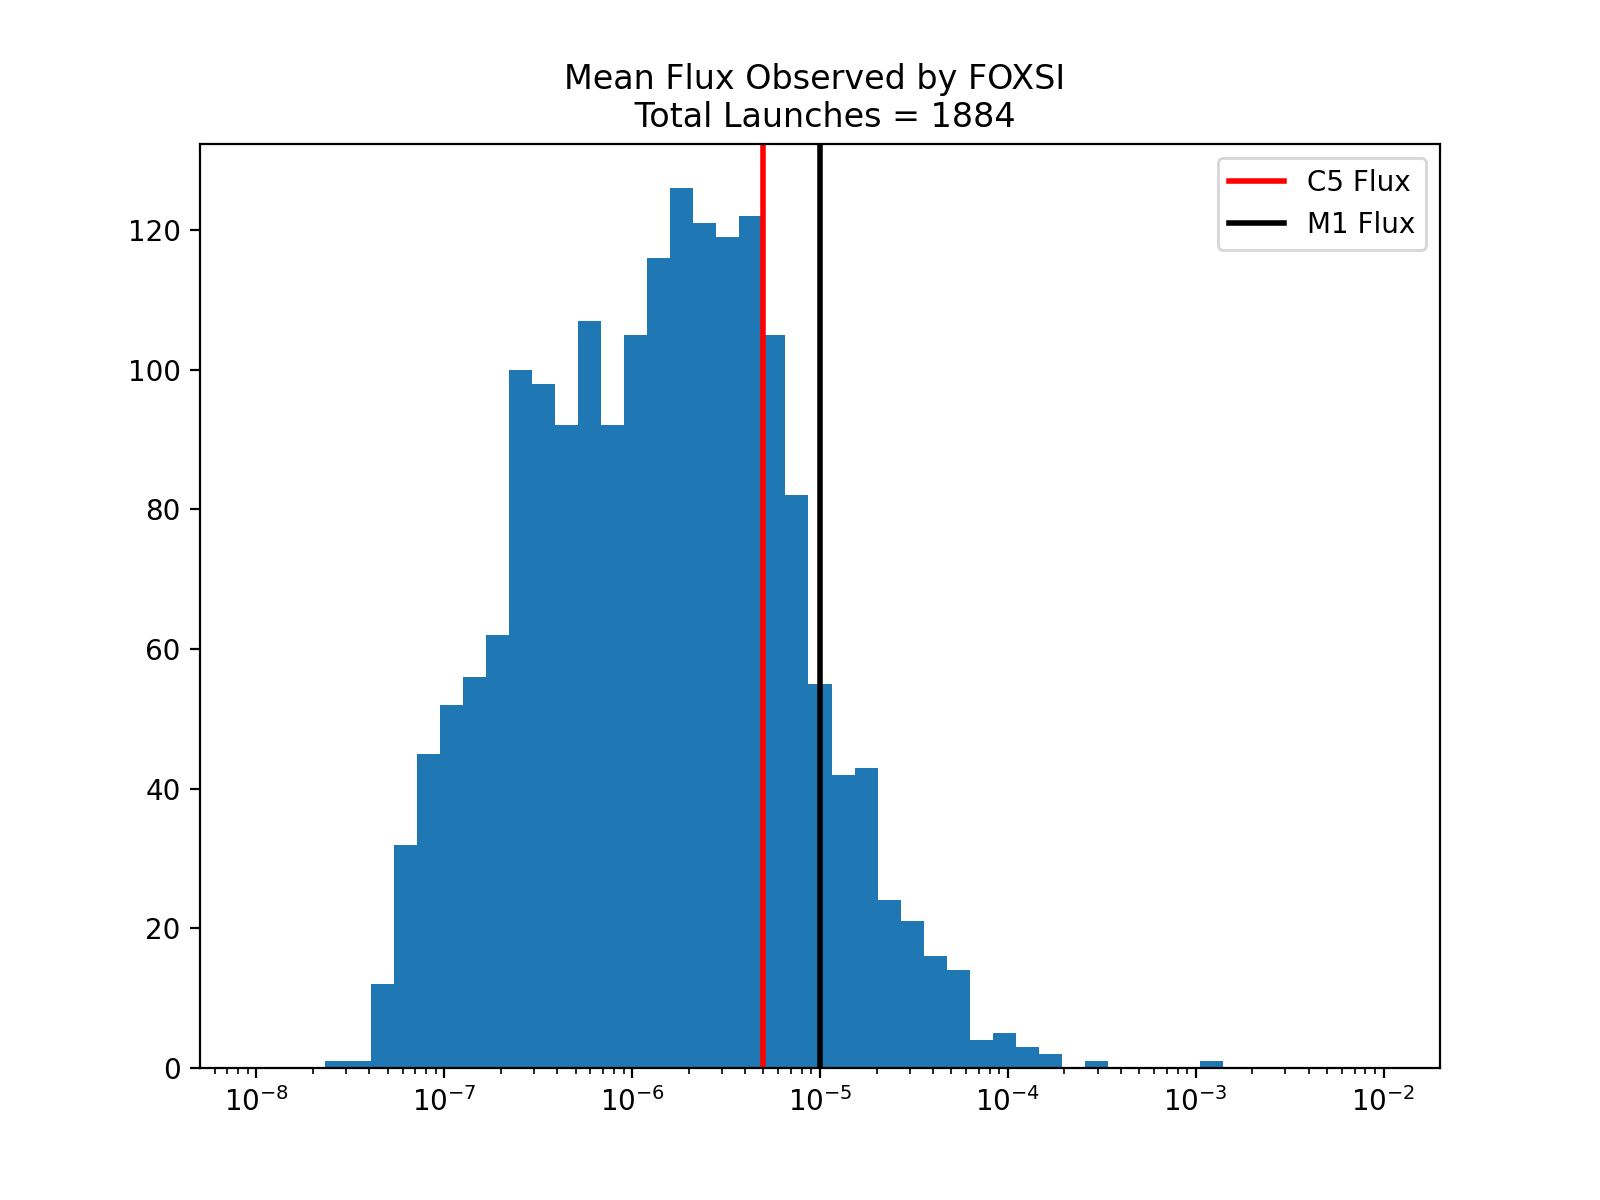 Mean Flux Observed by FOXSI
Total Launches = 1884
C5 Flux
M1 Flux
120
100
80
60
40
20
0
10⁻⁸ 10⁻⁷ 10⁻⁶ 10⁻⁵ 10⁻⁴ 10⁻³ 10⁻²